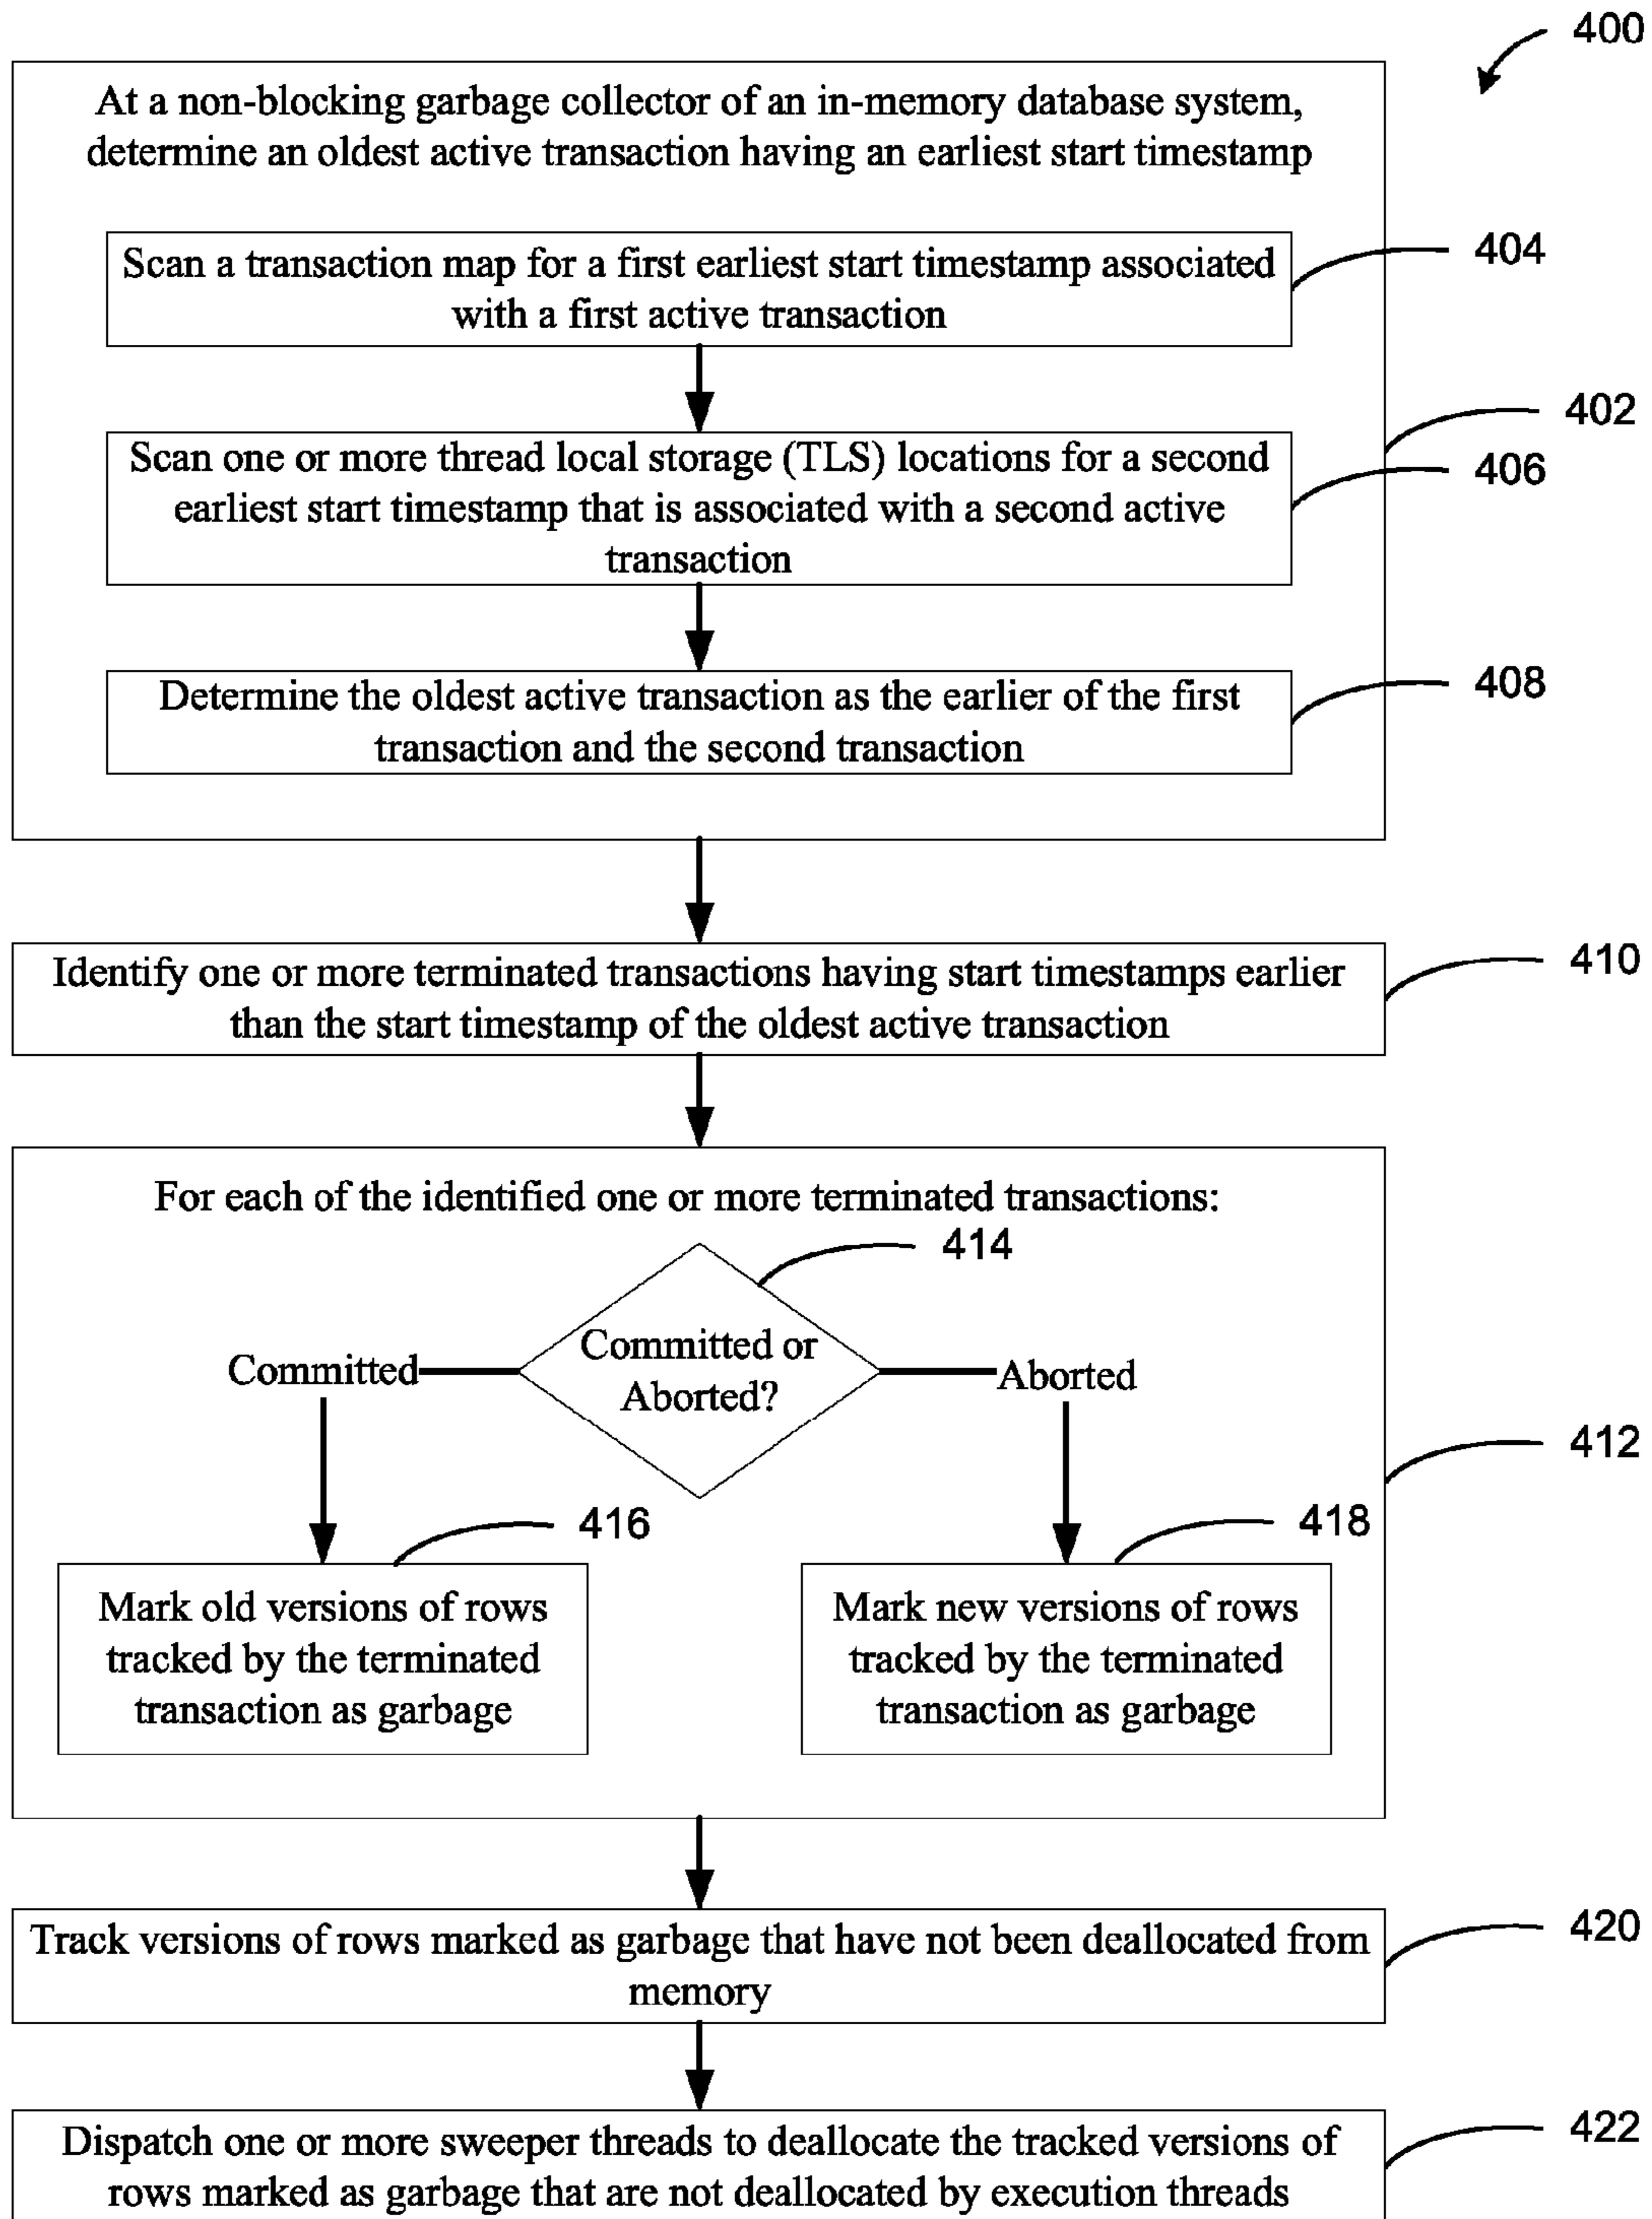 400
At a non-blocking garbage collector of an in-memory database system,
determine an oldest active transaction having an earliest start timestamp
Scan a transaction map for a first earliest start timestamp associated
with a first active transaction
404
402
Scan one or more thread local storage (TLS) locations for a second
earliest start timestamp that is associated with a second active
transaction
406
Determine the oldest active transaction as the earlier of the first
transaction and the second transaction
408
Identify one or more terminated transactions having start timestamps earlier
than the start timestamp of the oldest active transaction
410
For each of the identified one or more terminated transactions:
414
Committed or
Aborted?
Committed
Aborted
412
416
418
Mark old versions of rows
tracked by the terminated
transaction as garbage
Mark new versions of rows
tracked by the terminated
transaction as garbage
Track versions of rows marked as garbage that have not been deallocated from
memory
420
Dispatch one or more sweeper threads to deallocate the tracked versions of
rows marked as garbage that are not deallocated by execution threads
422